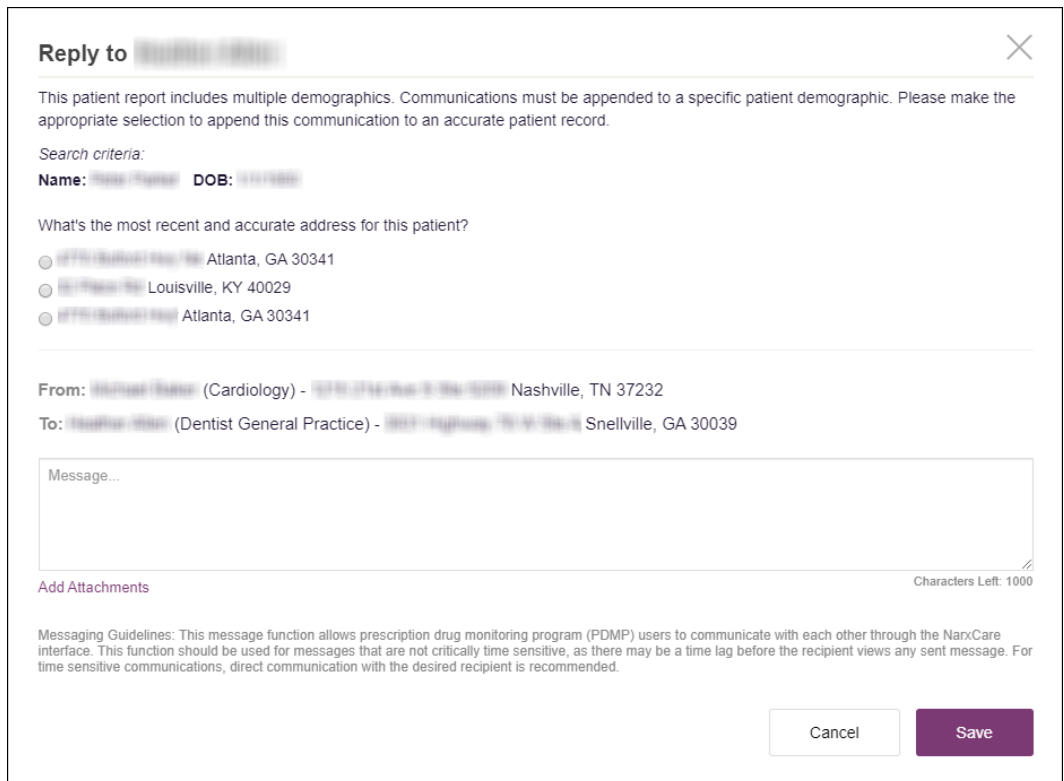 Reply to
This patient report includes multiple demographics. Communications must be appended to a specific patient demographic. Please make the
appropriate selection to append this communication to an accurate patient record.
Search criteria:
Name: DOB:
What's the most recent and accurate address for this patient?
Atlanta, GA 30341
Louisville, KY 40029
Atlanta, GA 30341
From: (Cardiology) - Nashville, TN 37232
To: (Dentist General Practice) - Snellville, GA 30039
Message...
Add Attachments
Characters Left: 1000
Messaging Guidelines: This message function allows prescription drug monitoring program (PDMP) users to communicate with each other through the NarxCare
interface. This function should be used for messages that are not critically time sensitive, as there may be a time lag before the recipient views any sent message. For
time sensitive communications, direct communication with the desired recipient is recommended.
Cancel
Save